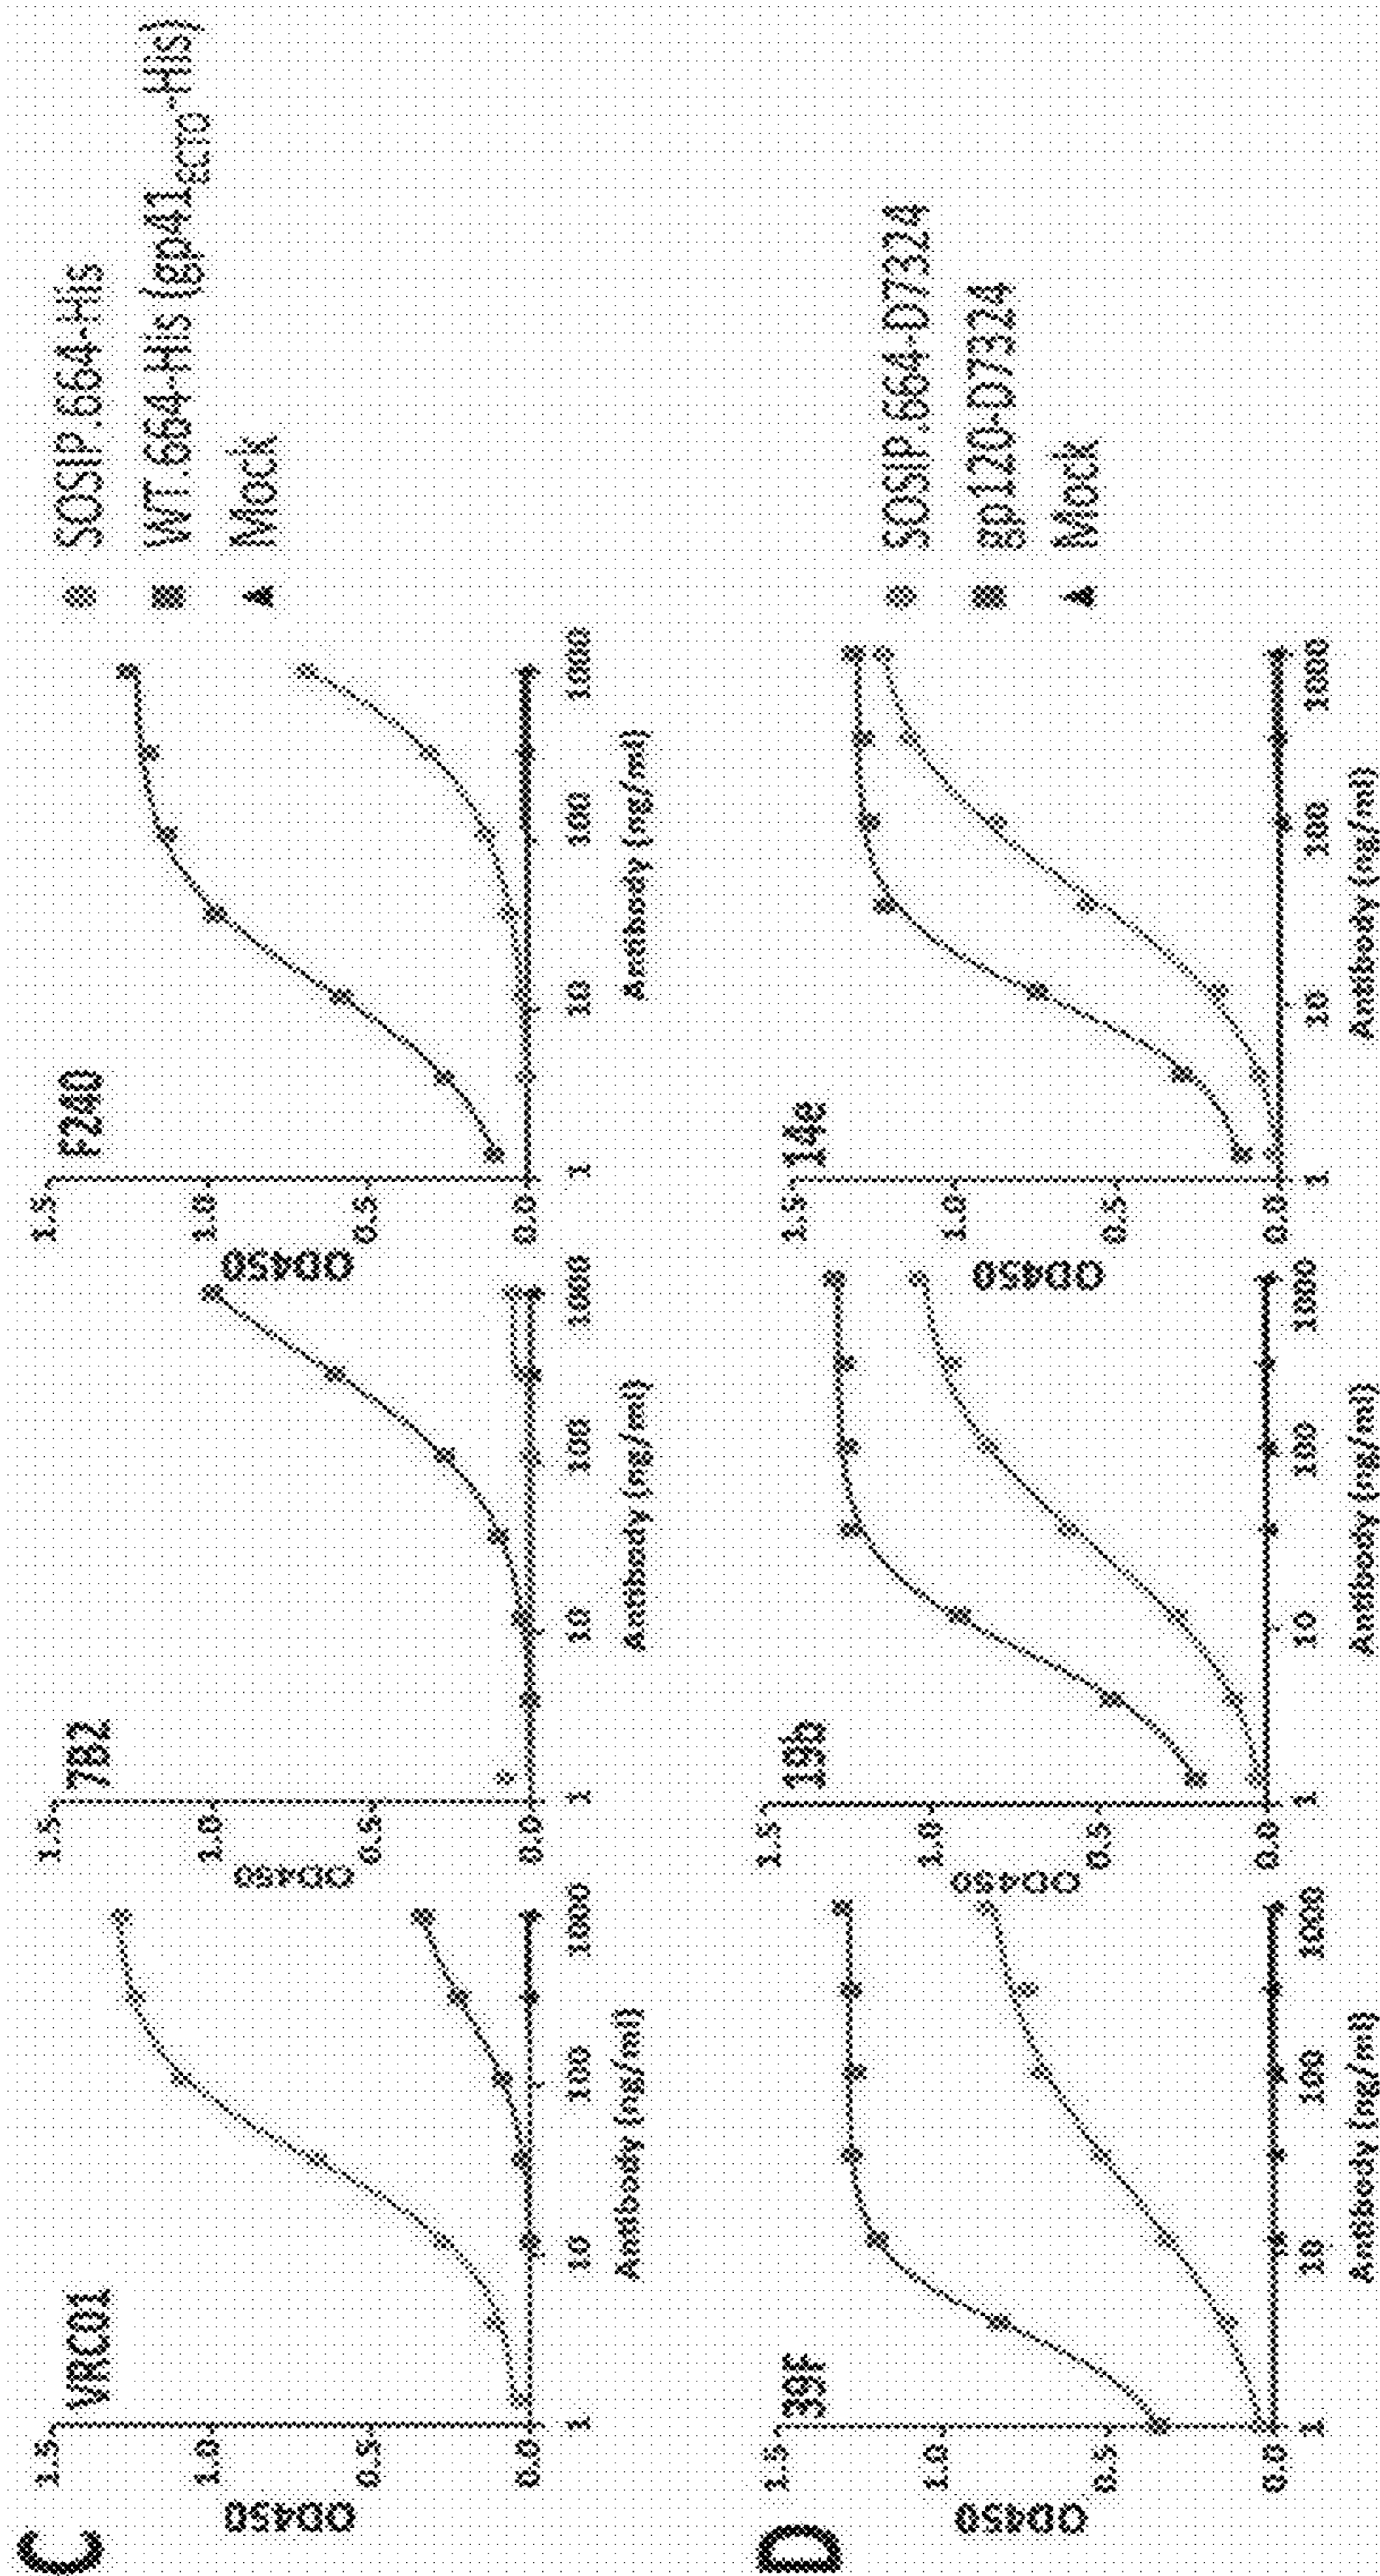 C
VRC01
1.5
1.0
0.5
0.0
OD450
1
10
100
1000
Antibody (ng/ml)
7B2
1.5
1.0
0.5
0.0
OD450
1
10
100
1000
Antibody (ng/ml)
F240
1.5
1.0
0.5
0.0
OD450
1
10
100
1000
Antibody (ng/ml)
SOSIP.664-His
WT.664-His (gp41ECTO-His)
Mock
D
39F
1.5
1.0
0.5
0.0
OD450
1
10
100
1000
Antibody (ng/ml)
19b
1.5
1.0
0.5
0.0
OD450
1
10
100
1000
Antibody (ng/ml)
14e
1.5
1.0
0.5
0.0
OD450
1
10
100
1000
Antibody (ng/ml)
SOSIP.664-D7324
gp120-D7324
Mock